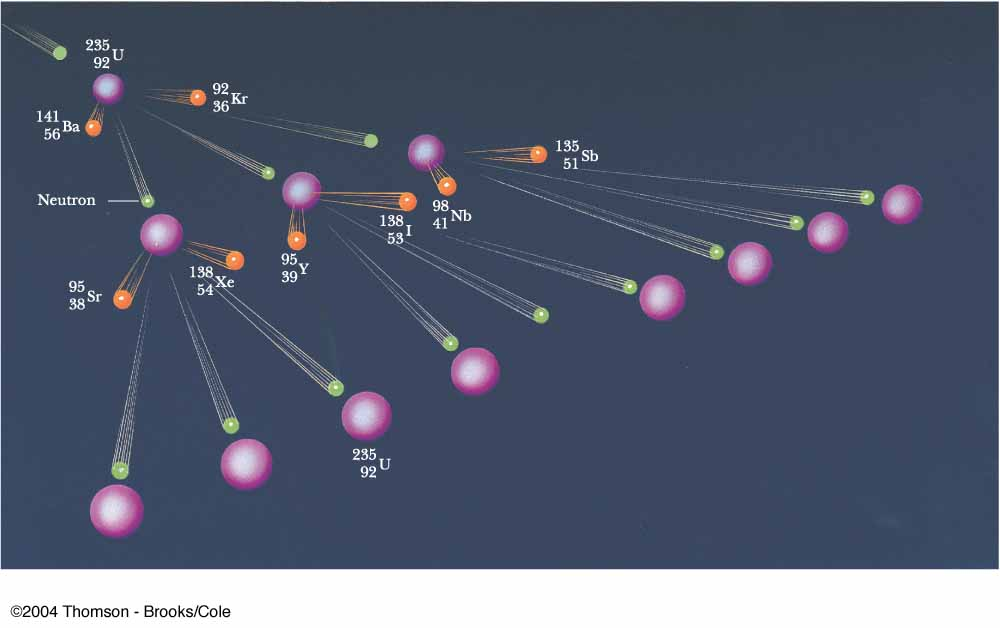 235
92 U
92
36 Kr
141
56 Ba
135
51 Sb
Neutron
98
41 Nb
138
53 I
95
39 Y
138
54 Xe
95
38 Sr
235
92 U
©2004 Thomson - Brooks/Cole